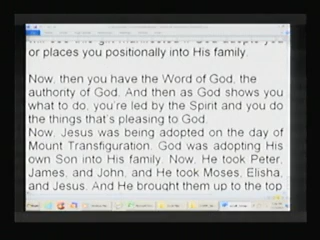 or places you positionally into His family.
Now, then you have the Word of God, the
authority of God. And then as God shows you
what to do, you're led by the Spirit and you do
the things that's pleasing to God.
Now, Jesus was being adopted on the day of
Mount Transfiguration. God was adopting His
own Son into His family. Now, He took Peter,
James, and John, and He took Moses, Elisha,
and Jesus. And He brought them up to the top